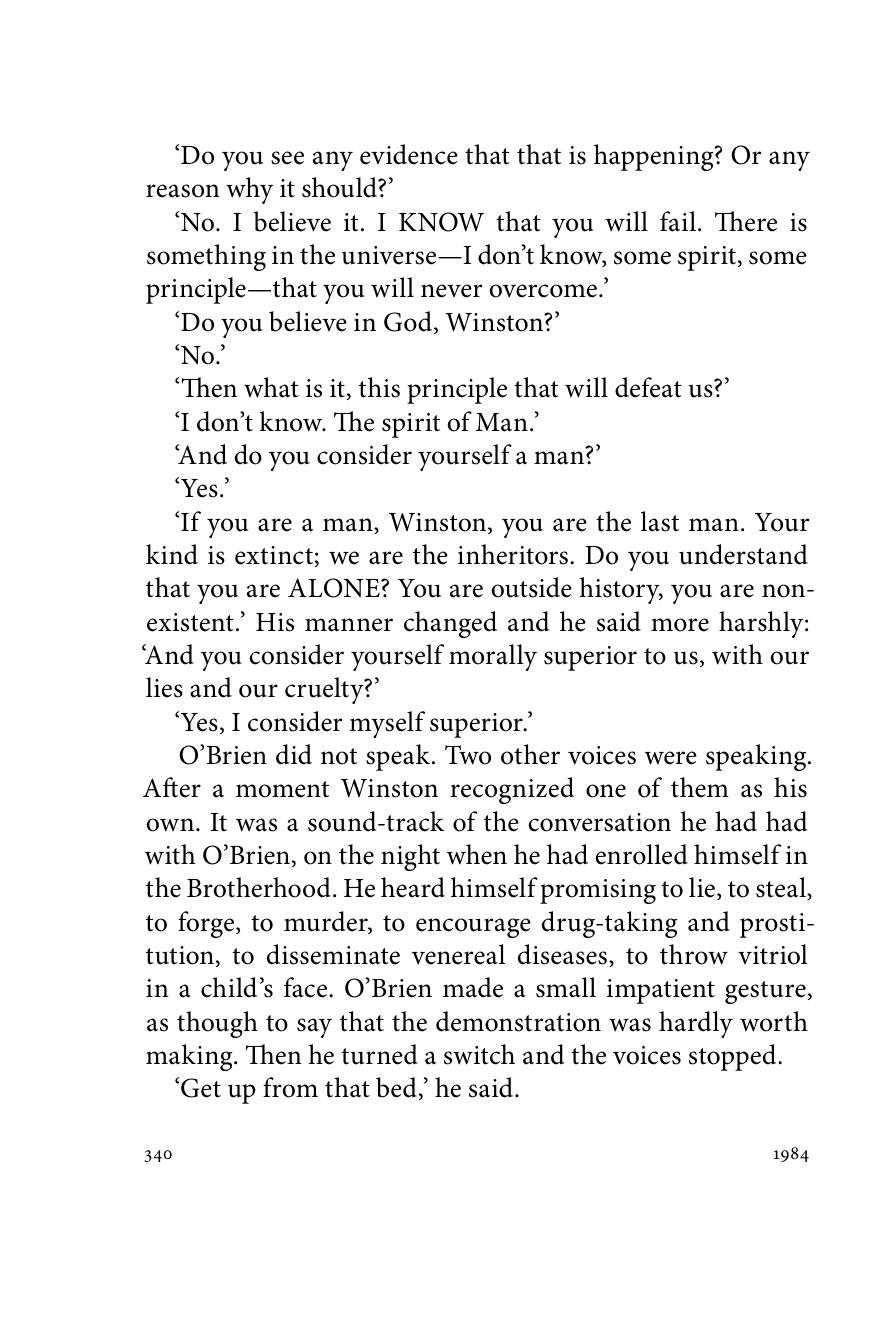 ‘Do you see any evidence that that is happening? Or any
reason why it should?’
‘No. I believe it. I KNOW that you will fail. There is
something in the universe—I don’t know, some spirit, some
principle—that you will never overcome.’
‘Do you believe in God, Winston?’
‘No.’
‘Then what is it, this principle that will defeat us?’
‘I don’t know. The spirit of Man.’
‘And do you consider yourself a man?’
‘Yes.’
‘If you are a man, Winston, you are the last man. Your
kind is extinct; we are the inheritors. Do you understand
that you are ALONE? You are outside history, you are non-
existent.’ His manner changed and he said more harshly:
‘And you consider yourself morally superior to us, with our
lies and our cruelty?’
‘Yes, I consider myself superior.’
O’Brien did not speak. Two other voices were speaking.
After a moment Winston recognized one of them as his
own. It was a sound-track of the conversation he had had
with O’Brien, on the night when he had enrolled himself in
the Brotherhood. He heard himself promising to lie, to steal,
to forge, to murder, to encourage drug-taking and prosti-
tution, to disseminate venereal diseases, to throw vitriol
in a child’s face. O’Brien made a small impatient gesture,
as though to say that the demonstration was hardly worth
making. Then he turned a switch and the voices stopped.
‘Get up from that bed,’ he said.
340 1984